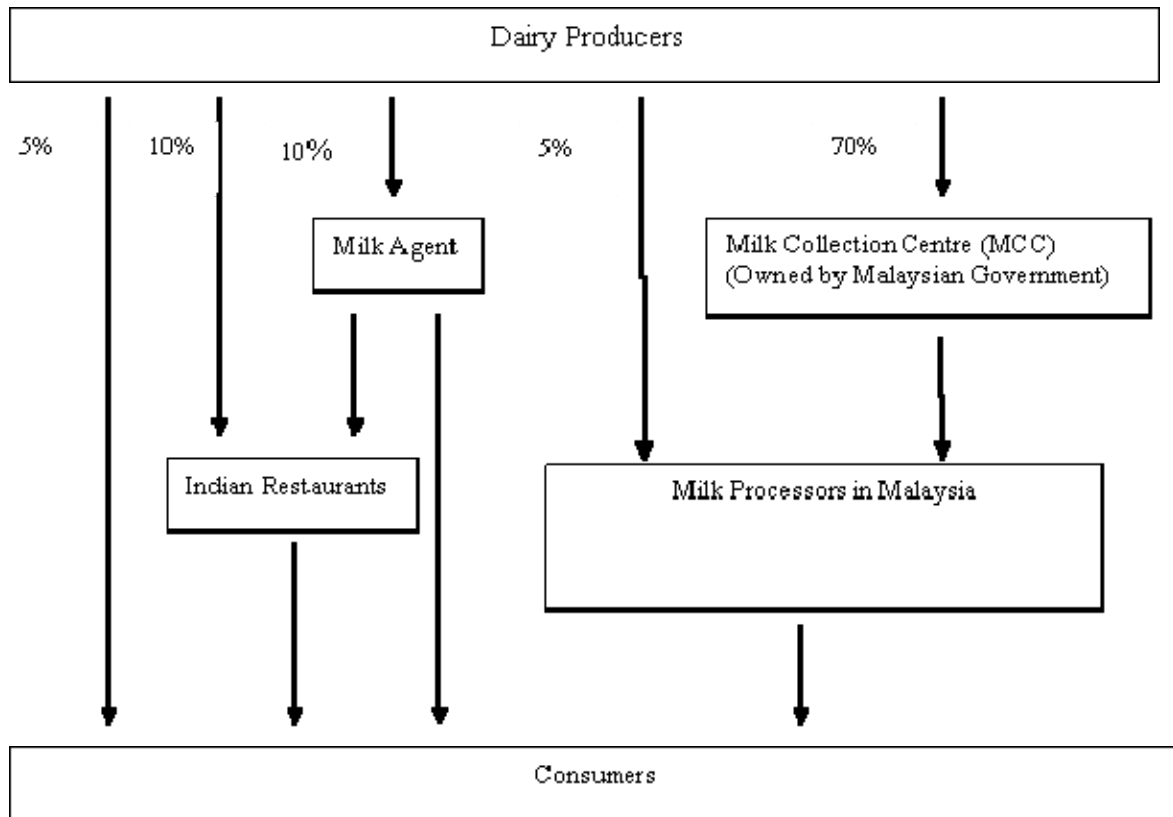 Dairy Producers
5%
10%
10%
5%
70%
Milk Agent
Milk Collection Centre (MCC)
(Owned by Malaysian Government)
Indian Restaurants
Milk Processors in Malaysia
Consumers